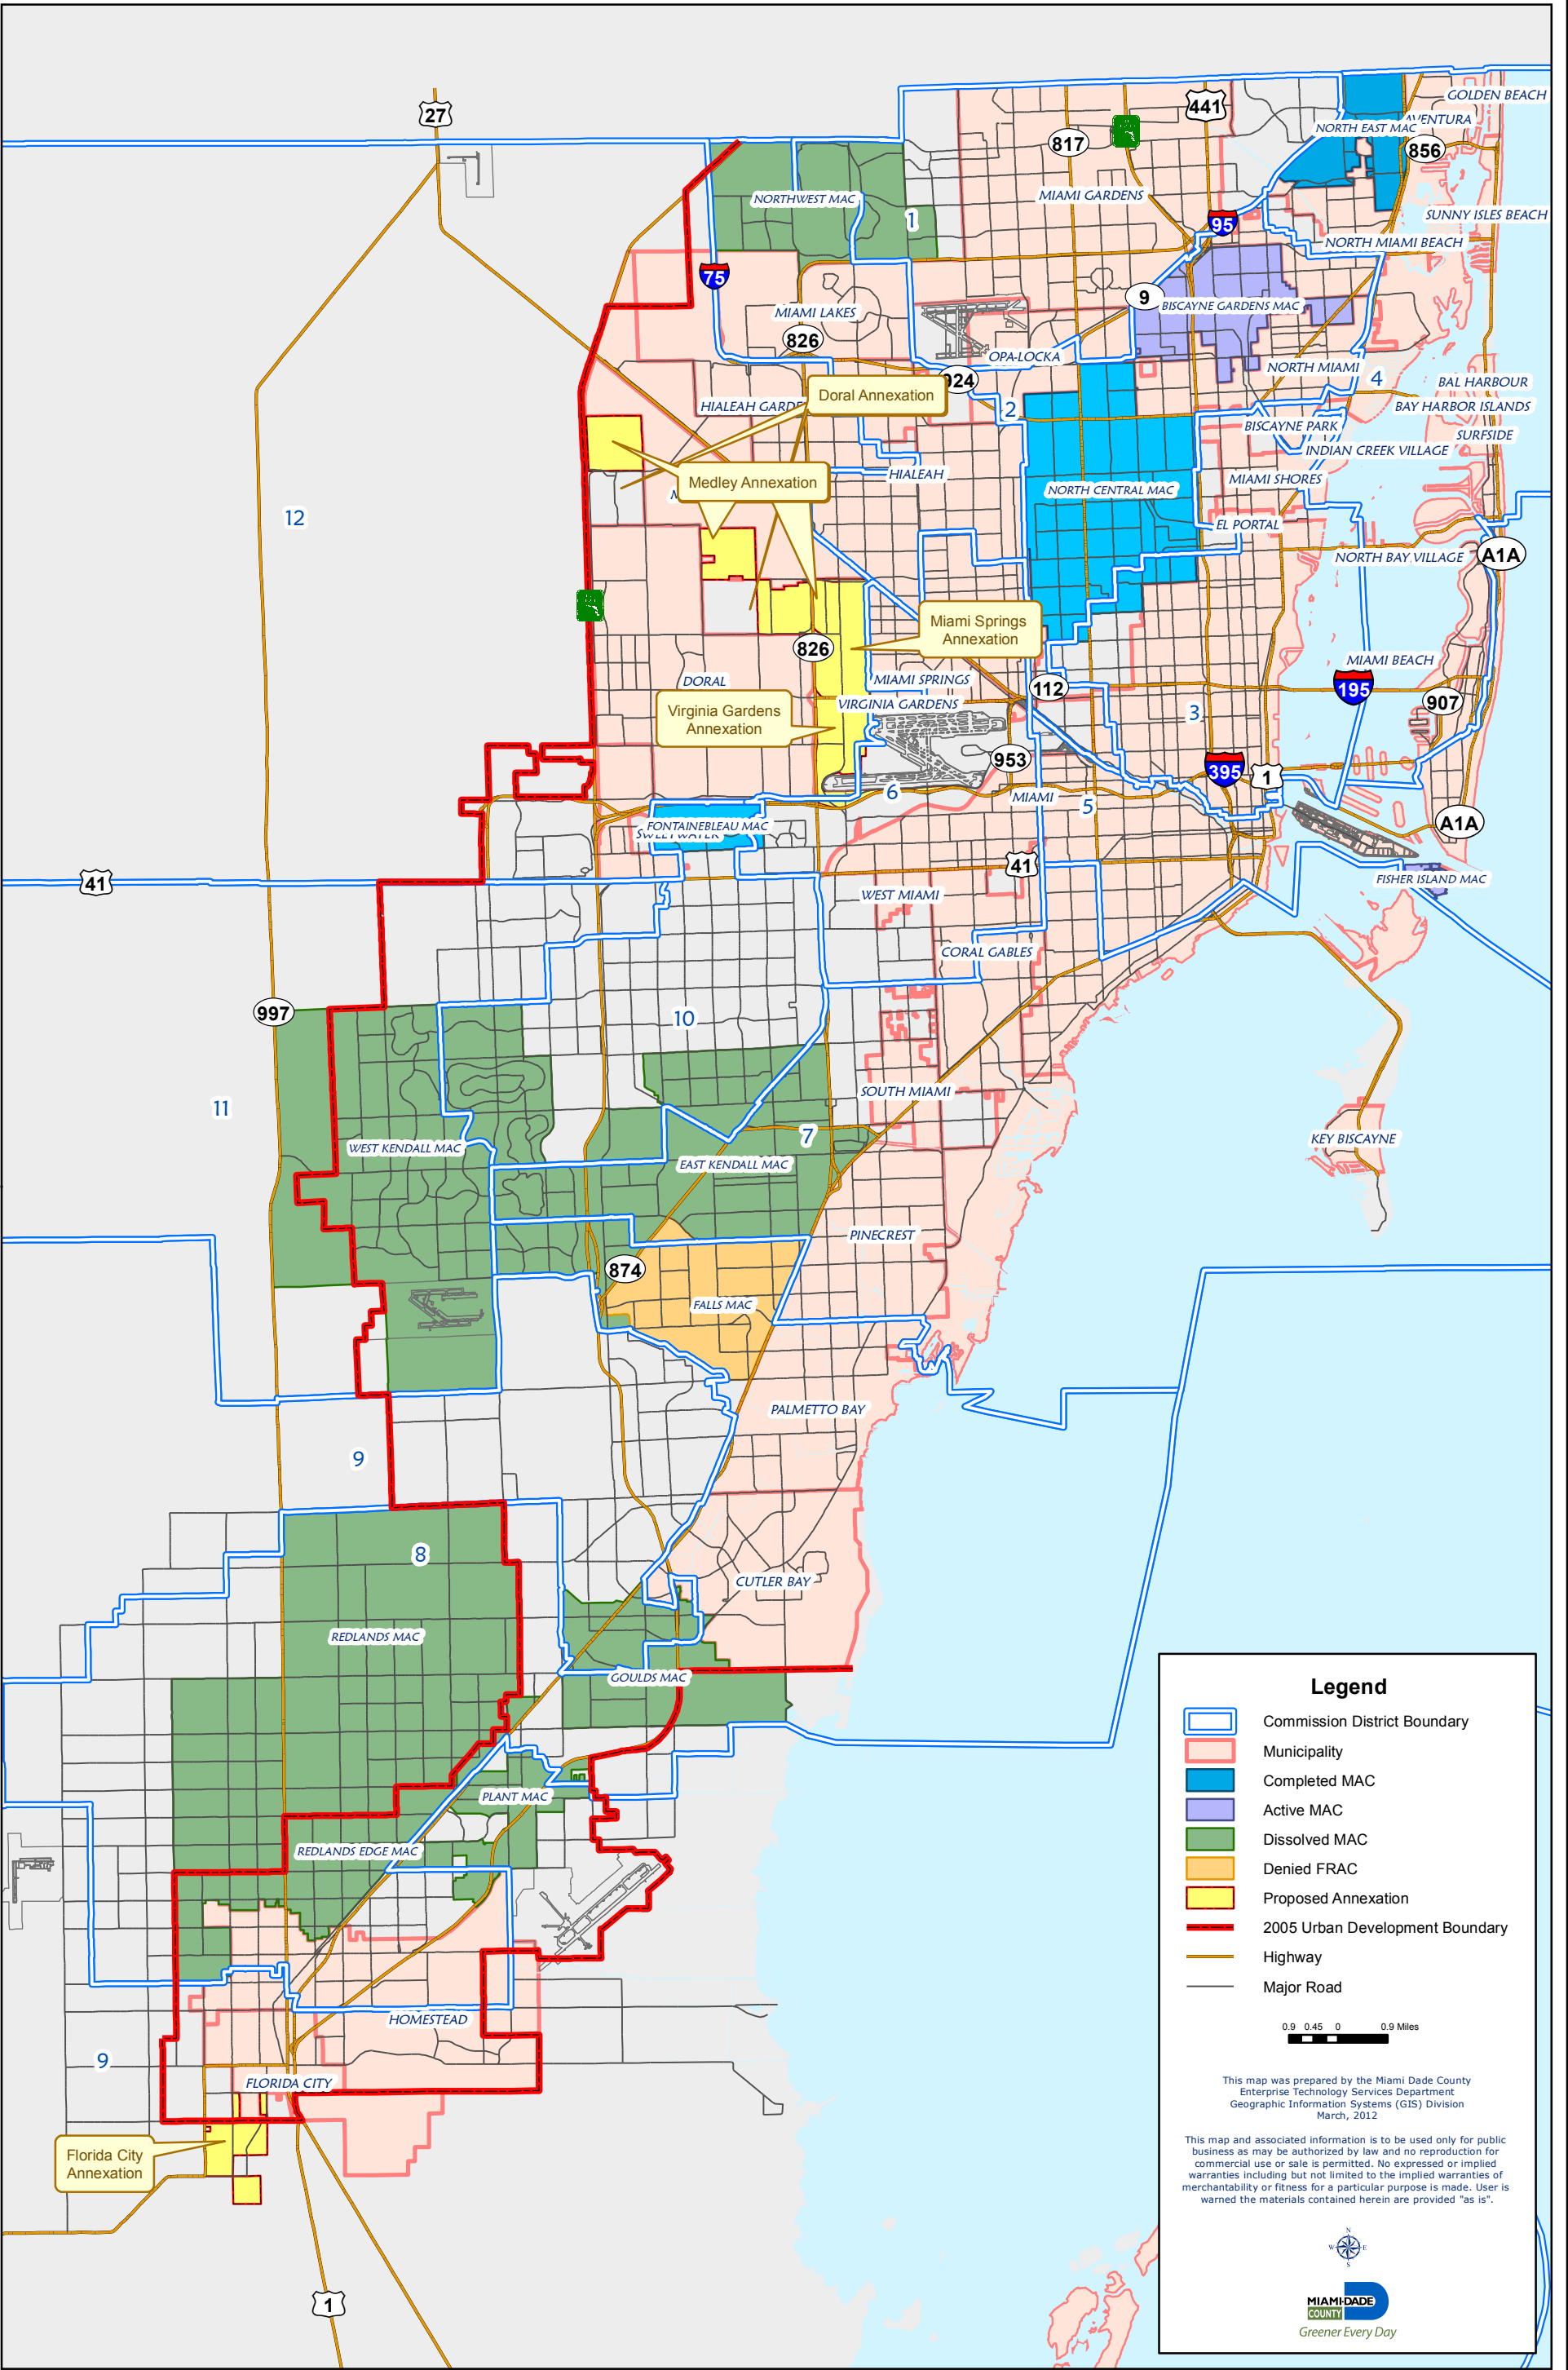 27
441
817
GOLDEN BEACH
AVENTURA
NORTH EAST MAC
856
NORTHWEST MAC
MIAMI GARDENS
1
95
SUNNY ISLES BEACH
NORTH MIAMI BEACH
75
9
BISCAYNE GARDENS MAC
MIAMI LAKES
826
OPA-LOCKA
NORTH MIAMI
924
4
BAL HARBOUR
Doral Annexation
HIALEAH GARDE
2
BAY HARBOR ISLANDS
BISCAYNE PARK
SURFSIDE
INDIAN CREEK VILLAGE
HIALEAH
MIAMI SHORES
Medley Annexation
NORTH CENTRAL MAC
12
EL PORTAL
A1A
NORTH BAY VILLAGE
Miami Springs
Annexation
826
MIAMI BEACH
DORAL
MIAMI SPRINGS
112
195
VIRGINIA GARDENS
907
Virginia Gardens
Annexation
3
953
395
1
6
MIAMI
5
FONTAINEBLEAU MAC
SWEETWATER
A1A
41
41
FISHER ISLAND MAC
WEST MIAMI
CORAL GABLES
997
10
11
SOUTH MIAMI
7
KEY BISCAYNE
WEST KENDALL MAC
EAST KENDALL MAC
PINECREST
874
FALLS MAC
PALMETTO BAY
9
8
CUTLER BAY
REDLANDS MAC
GOULDS MAC
PLANT MAC
REDLANDS EDGE MAC
HOMESTEAD
9
FLORIDA CITY
Florida City
Annexation
1
Legend
Commission District Boundary
Municipality
Completed MAC
Active MAC
Dissolved MAC
Denied FRAC
Proposed Annexation
2005 Urban Development Boundary
Highway
Major Road
0.9 0.45 0 0.9 Miles
This map was prepared by the Miami Dade County
Enterprise Technology Services Department
Geographic Information Systems (GIS) Division
March, 2012
This map and associated information is to be used only for public
business as may be authorized by law and no reproduction for
commercial use or sale is permitted. No expressed or implied
warranties including but not limited to the implied warranties of
merchantability or fitness for a particular purpose is made. User is
warned the materials contained herein are provided "as is".
N
W E
S
MIAMI-DADE
COUNTY
Greener Every Day